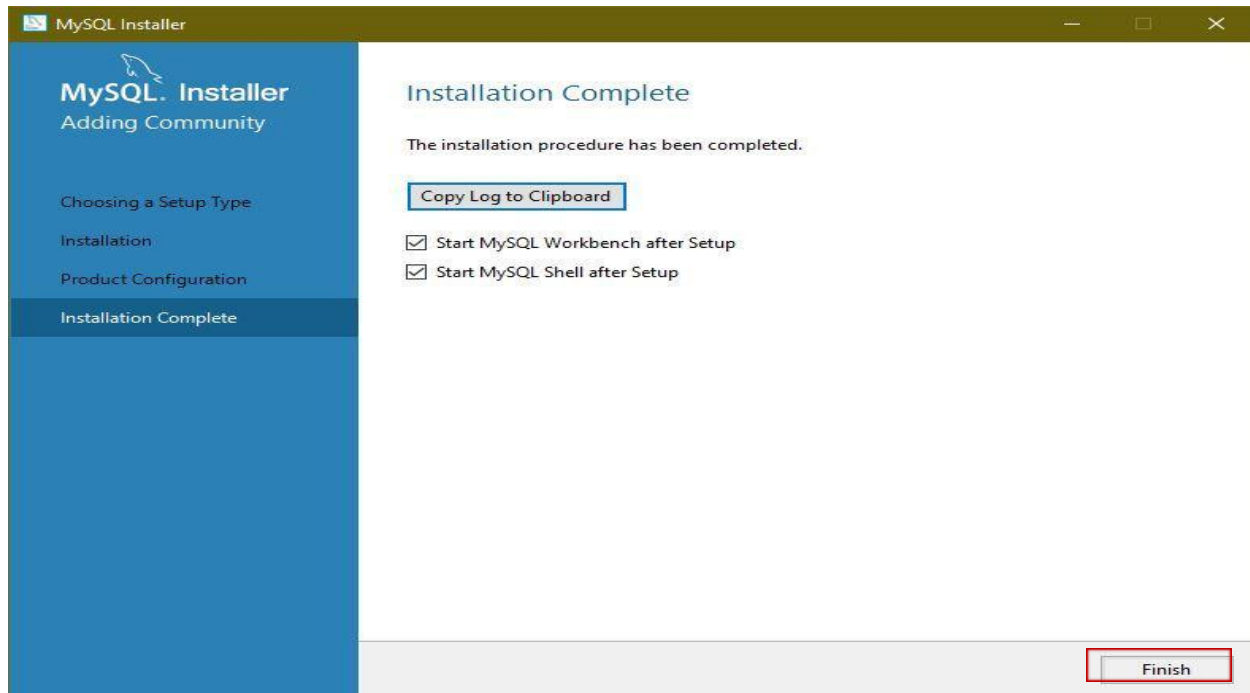 MySQL Installer
MySQL. Installer
Adding Community
Choosing a Setup Type
Installation
Product Configuration
Installation Complete
Installation Complete
The installation procedure has been completed.
Copy Log to Clipboard
Start MySQL Workbench after Setup
Start MySQL Shell after Setup
Finish